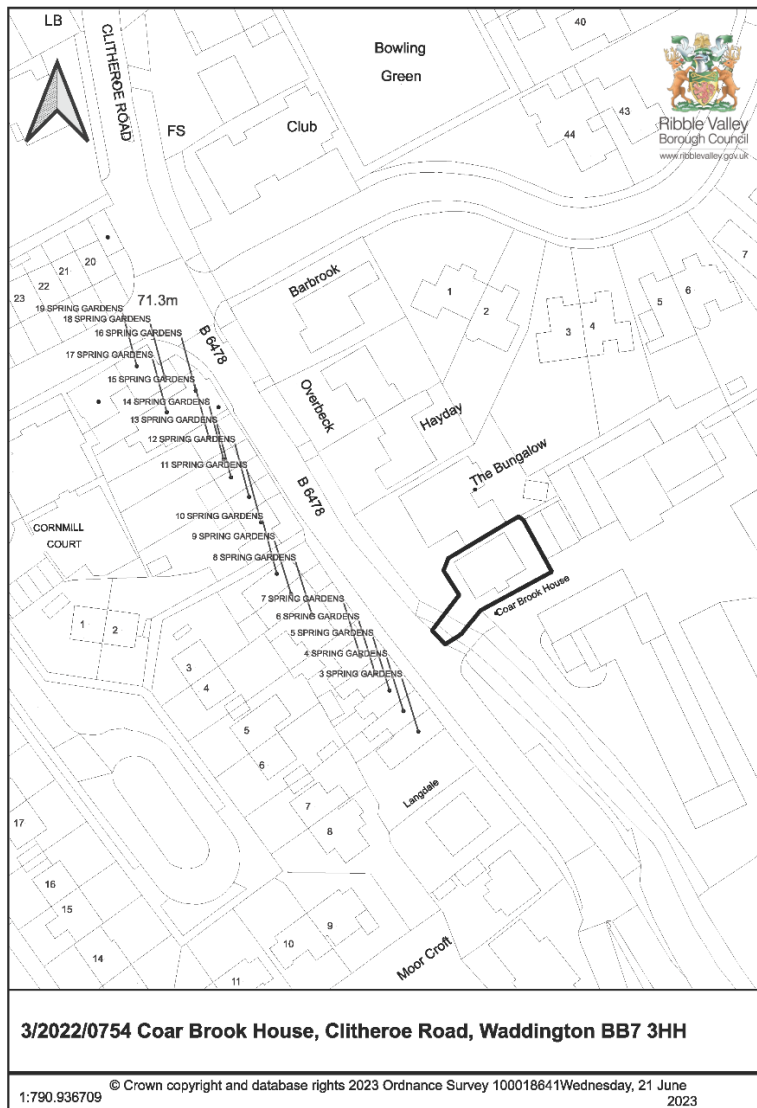 LB
CLITHEROE ROAD
FS
Bowling
Green
Club
40
43
44
Ribble Valley
Borough Council
www.ribblevalley.gov.uk
20
21
22
23
19 SPRING GARDENS
18 SPRING GARDENS
16 SPRING GARDENS
17 SPRING GARDENS
15 SPRING GARDENS
14 SPRING GARDENS
13 SPRING GARDENS
12 SPRING GARDENS
11 SPRING GARDENS
10 SPRING GARDENS
9 SPRING GARDENS
8 SPRING GARDENS
7 SPRING GARDENS
6 SPRING GARDENS
5 SPRING GARDENS
4 SPRING GARDENS
3 SPRING GARDENS
71.3m
B 6478
B 6478
Barbrook
Overbeck
Hayday
The Bungalow
Coar Brook House
1
2
3
4
5
6
7
CORNMILL
COURT
1
2
3
4
5
6
7
8
9
10
11
14
15
16
17
Langdale
Moor Croft
3/2022/0754 Coar Brook House, Clitheroe Road, Waddington BB7 3HH
1:790.936709
© Crown copyright and database rights 2023 Ordnance Survey 100018641Wednesday, 21 June
2023